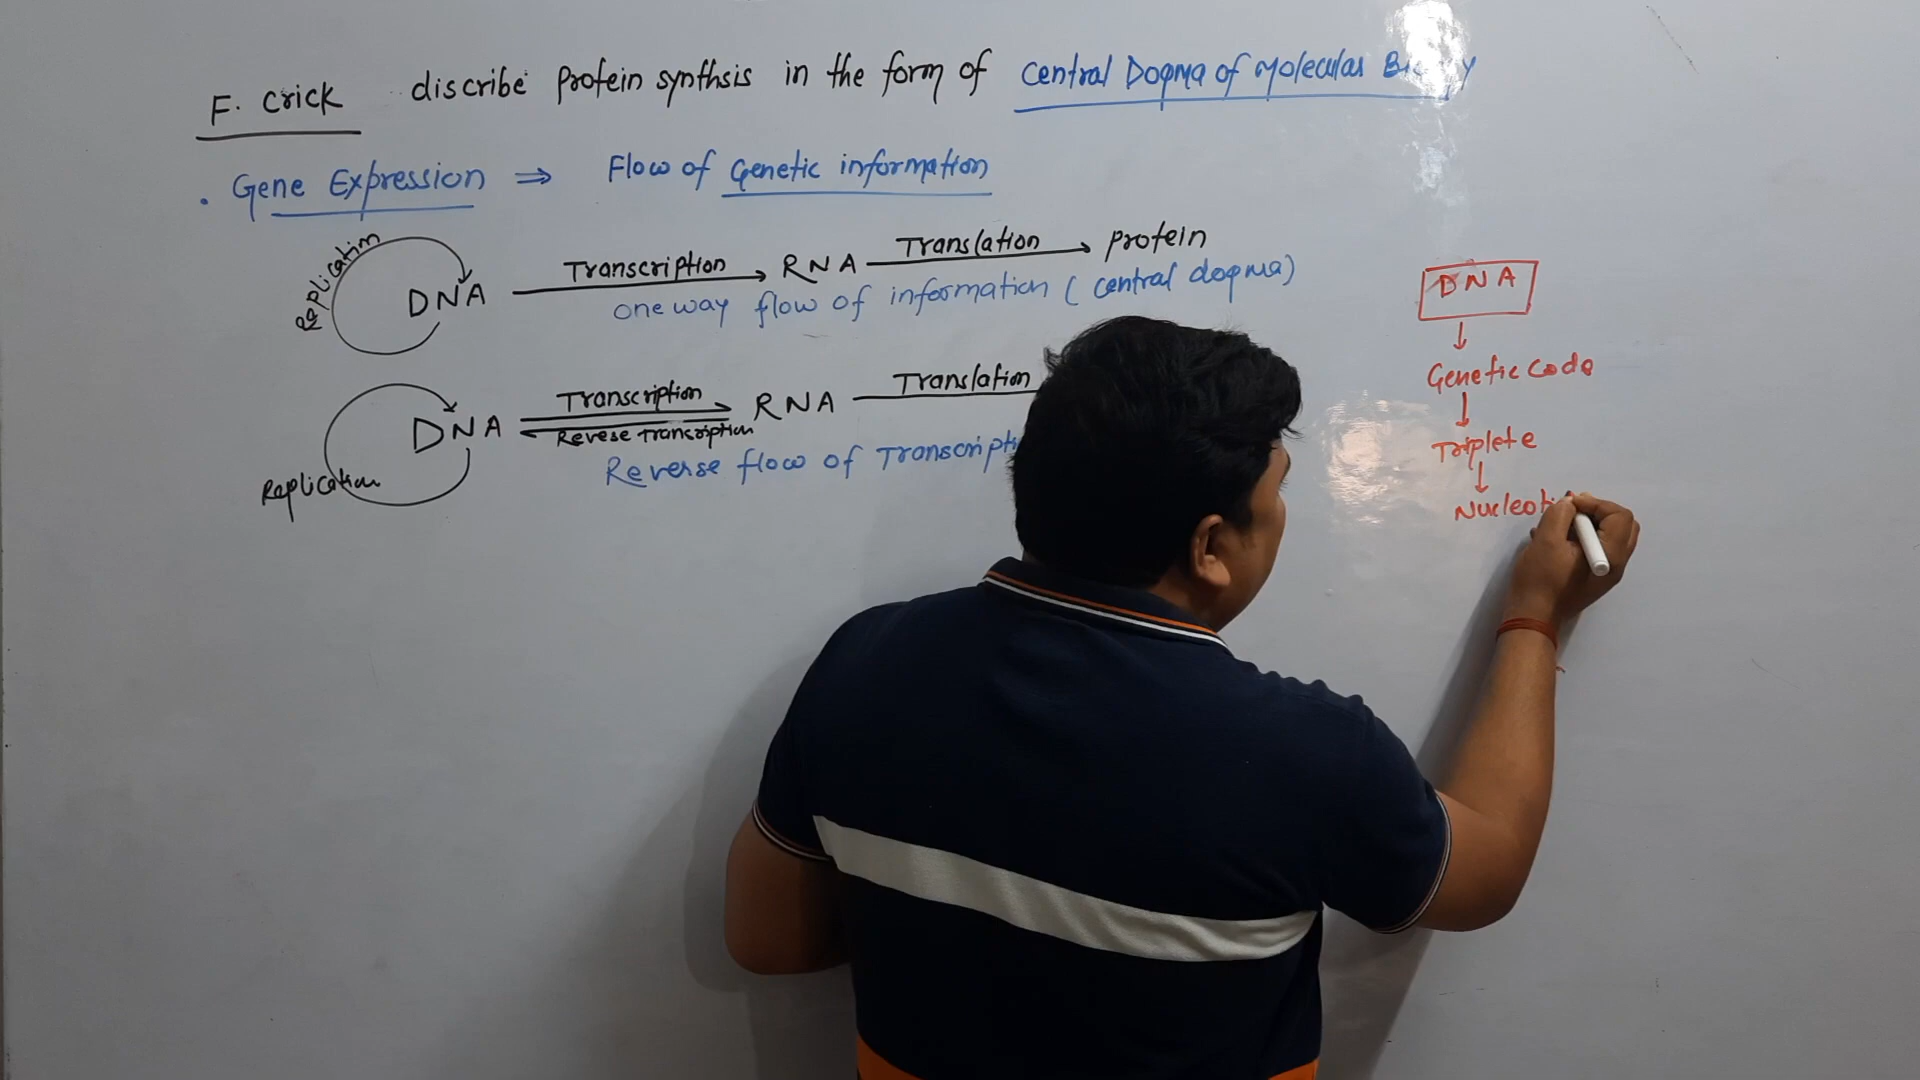 F. Crick discribe Protein synthsis in the form of Central Dogma of Molecular
. Gene Expression ⇒ Flow of Genetic information
Replication
DNA Transcription → RNA Translation → Protein
one way flow of information ( central dogma)
DNA Transcription RNA Translation
Revese Transcription
Replication
Reverse flow of
DNA
↓
Genetic Code
↓
Triplete
↓